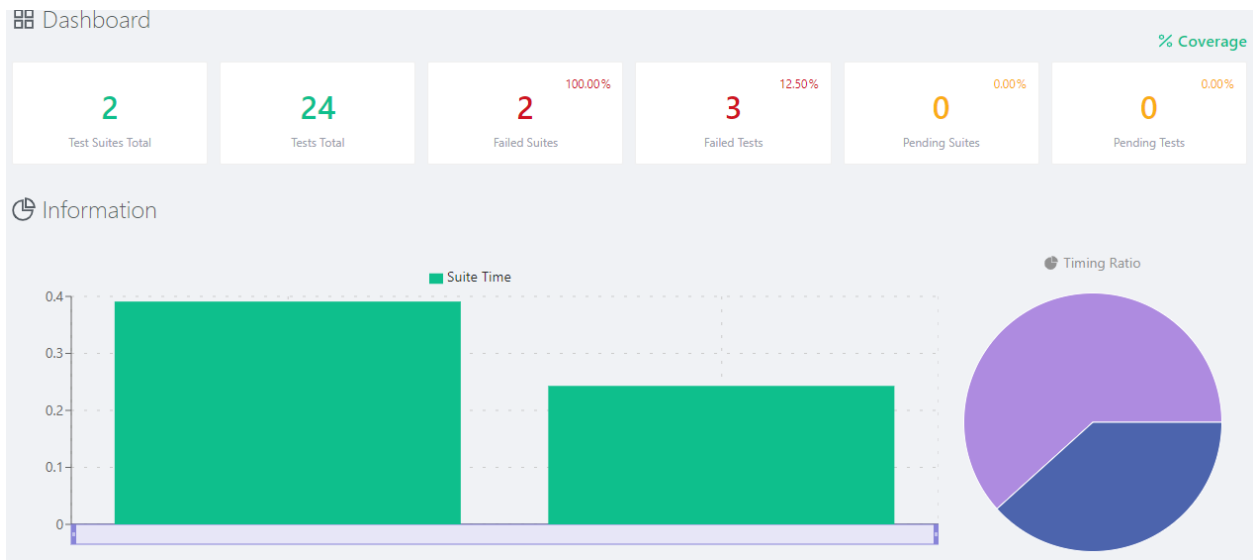 Dashboard
% Coverage
2
Test Suites Total
24
Tests Total
100.00%
2
Failed Suites
12.50%
3
Failed Tests
0.00%
0
Pending Suites
0.00%
0
Pending Tests
Information
Suite Time
Timing Ratio
0.4
0.3
0.2
0.1
0